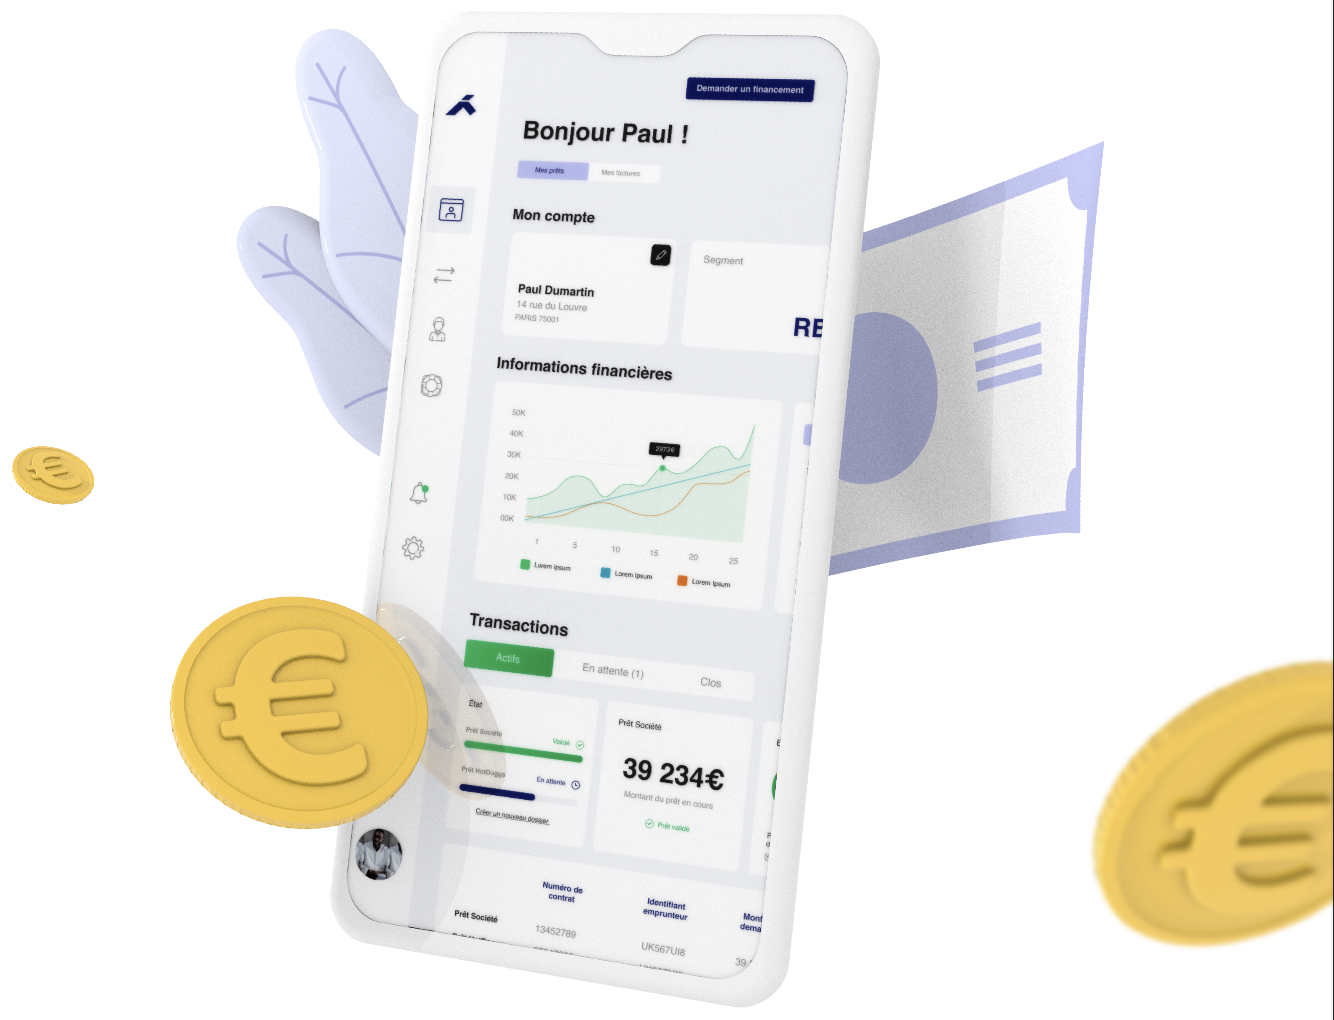 Demander un financement
Bonjour Paul !
Mes prêts
Mes factures
Mon compte
Paul Dumartin
14 rue du Louvre
PARIS 75001
Segment
RE
Informations financières
50K
40K
30K
20K
10K
00K
2973€
1
5
10
15
20
25
Lorem Ipsum
Lorem Ipsum
Lorem Ipsum
Transactions
Actifs
En attente (1)
Clos
État
Prêt Société
Validé
Prêt HotDoggs
En attente
Créer un nouveau dossier
Prêt Société
39 234€
Montant du prêt en cours
Prêt validé
Numéro de
contrat
Identifiant
emprunteur
Mont
dema
Prêt Société
13452789
UK567UI8